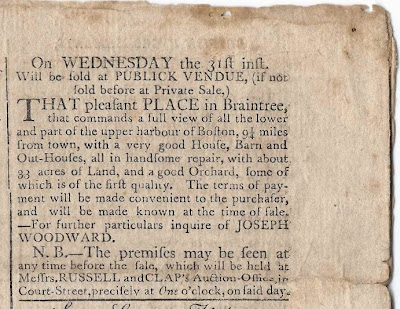 On WEDNESDAY the 31ſt inſt.
Will be ſold at PUBLICK VENDUE, (if not
ſold before at Private Sale.)
THAT pleaſant PLACE in Braintree,
that commands a full view of all the lower
and part of the upper harbour of Boſton, 9¼ miles
from town, with a very good Houſe, Barn and
Out-Houſes, all in handſome repair, with about
33 acres of Land, and a good Orchard, ſome of
which is of the firſt quality. The terms of pay-
ment will be made convenient to the purchaſer,
and will be made known at the time of ſale.
—For further particulars inquire of JOSEPH
WOODWARD.
N. B.—The premiſes may be ſeen at
any time before the ſale, which will be held at
Meſſrs. RUSSELL and CLAP's Auction-Office in
Court-Street, preciſely at One o'clock, on ſaid day.